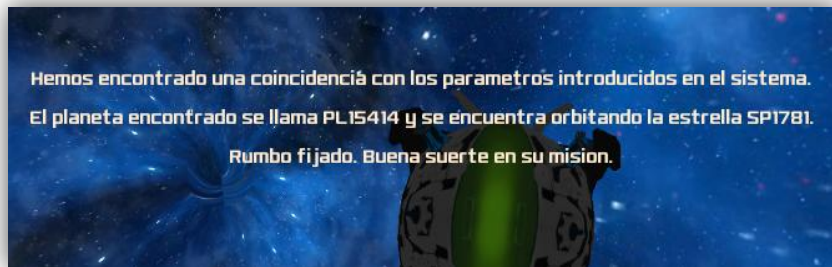 Hemos encontrado una coincidencia con los parametros introducidos en el sistema.
El planeta encontrado se llama PL15414 y se encuentra orbitando la estrella SP1781.
Rumbo fijado. Buena suerte en su mision.